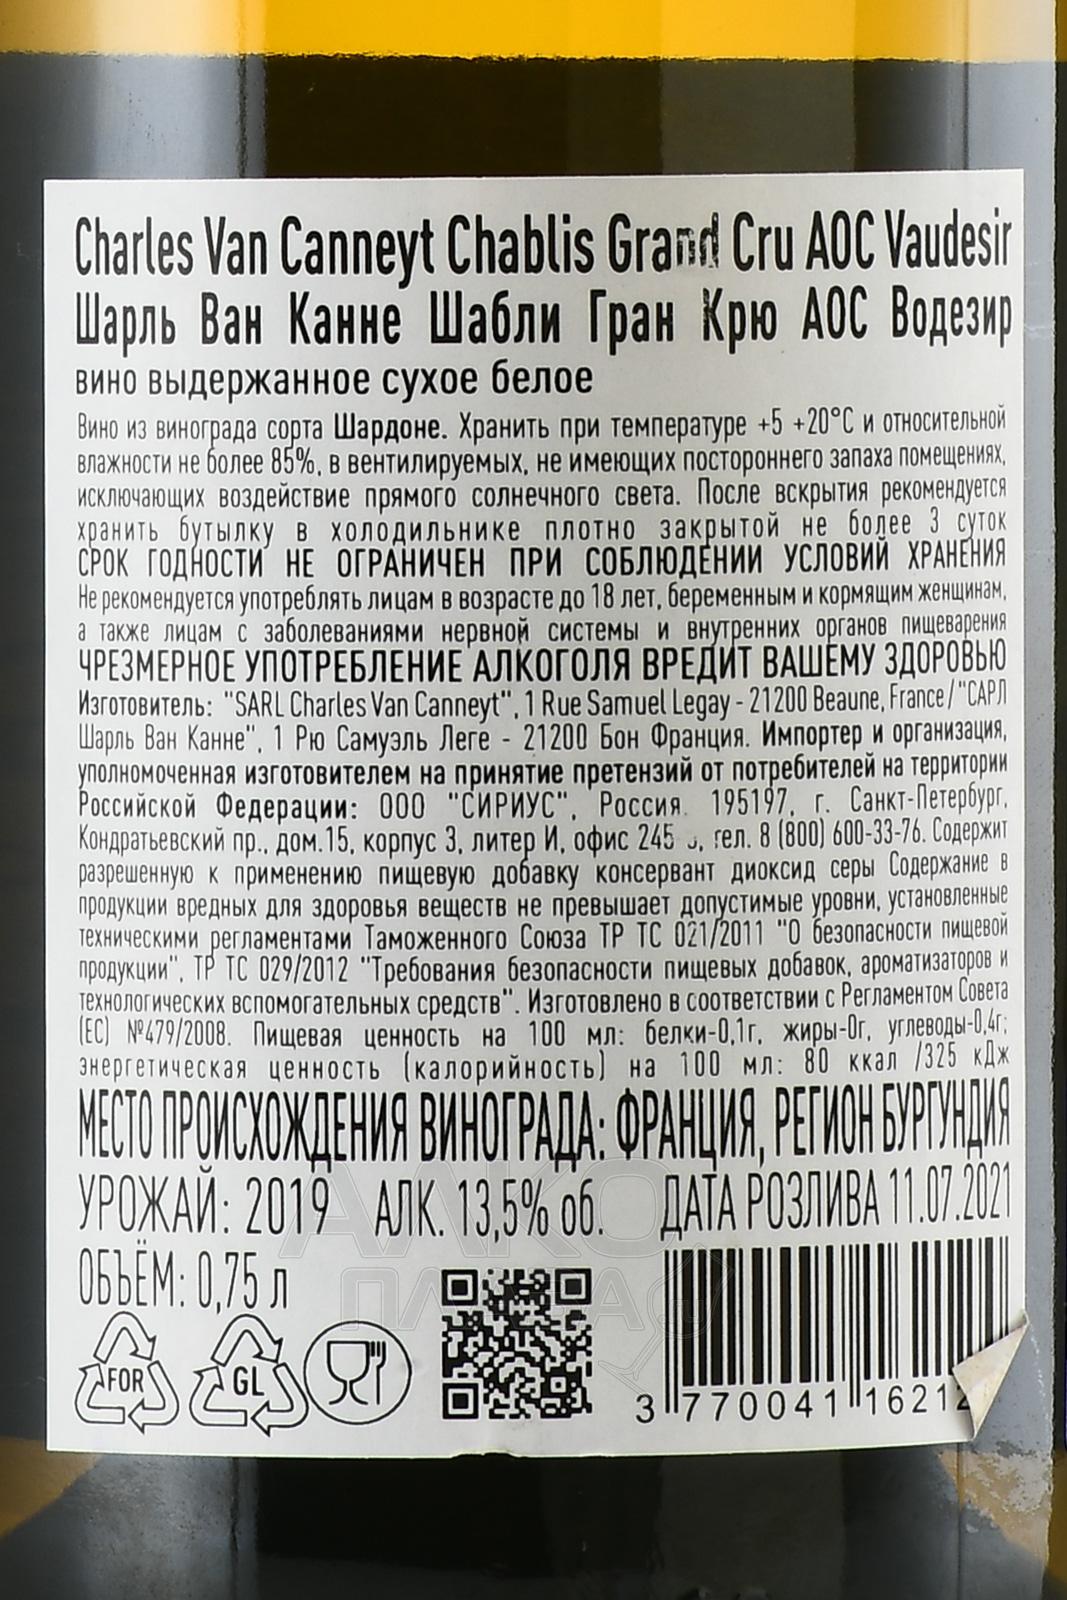 Charles Van Canneyt Chablis Grand Cru AOC Vaudesir
Шарль Ван Канне Шабли Гран Крю АОС Водезир
вино выдержанное сухое белое
Вино из винограда сорта Шардоне. Хранить при температуре +5 +20°С и относительной
влажности не более 85%, в вентилируемых, не имеющих постороннего запаха помещениях,
исключающих воздействие прямого солнечного света. После вскрытия рекомендуется
хранить бутылку в холодильнике плотно закрытой не более 3 суток
СРОК ГОДНОСТИ НЕ ОГРАНИЧЕН ПРИ СОБЛЮДЕНИИ УСЛОВИЙ ХРАНЕНИЯ
Не рекомендуется употреблять лицам в возрасте до 18 лет, беременным и кормящим женщинам,
а также лицам с заболеваниями нервной системы и внутренних органов пищеварения
ЧРЕЗМЕРНОЕ УПОТРЕБЛЕНИЕ АЛКОГОЛЯ ВРЕДИТ ВАШЕМУ ЗДОРОВЬЮ
Изготовитель: "SARL Charles Van Canneyt", 1 Rue Samuel Legay - 21200 Beaune, France / "САРЛ
Шарль Ван Канне", 1 Рю Самуэль Леге - 21200 Бон Франция. Импортер и организация,
уполномоченная изготовителем на принятие претензий от потребителей на территории
Российской Федерации: ООО "СИРИУС", Россия, 195197, г. Санкт-Петербург,
Кондратьевский пр., дом.15, корпус 3, литер И, офис 245 тел. 8 (800) 600-33-76. Содержит
разрешенную к применению пищевую добавку консервант диоксид серы Содержание в
продукции вредных для здоровья веществ не превышает допустимые уровни, установленные
техническими регламентами Таможенного Союза ТР ТС 021/2011 "О безопасности пищевой
продукции", ТР ТС 029/2012 "Требования безопасности пищевых добавок, ароматизаторов и
технологических вспомогательных средств". Изготовлено в соответствии с Регламентом Совета
(ЕС) №479/2008. Пищевая ценность на 100 мл: белки-0,1г, жиры-0г, углеводы-0,4г;
энергетическая ценность (калорийность) на 100 мл: 80 ккал /325 кДж
МЕСТО ПРОИСХОЖДЕНИЯ ВИНОГРАДА: ФРАНЦИЯ, РЕГИОН БУРГУНДИЯ
УРОЖАЙ: 2019 АЛК. 13,5% об. ДАТА РОЗЛИВА 11.07.2021
ОБЪЁМ: 0,75 л
АЛКО
ПЛАЗА
FOR GL
3 770041 16212